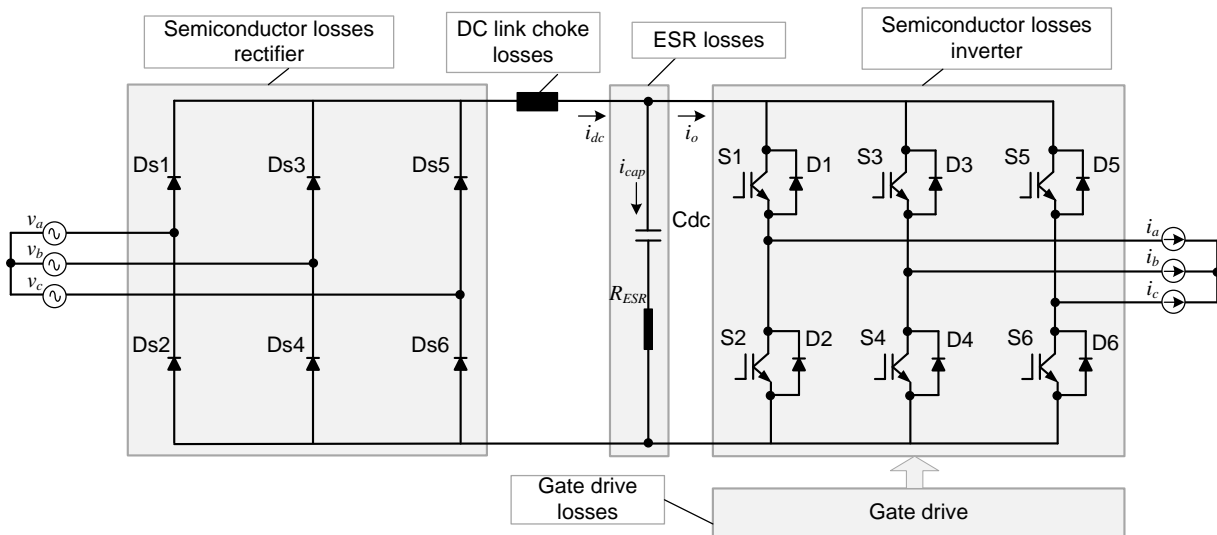 Semiconductor losses
rectifier
DC link choke
losses
ESR losses
Semiconductor losses
inverter
i_dc
i_o
Ds1
Ds3
Ds5
i_cap
S1
D1
S3
D3
S5
D5
Cdc
v_a
v_b
v_c
i_a
i_b
i_c
R_ESR
Ds2
Ds4
Ds6
S2
D2
S4
D4
S6
D6
Gate drive
losses
Gate drive